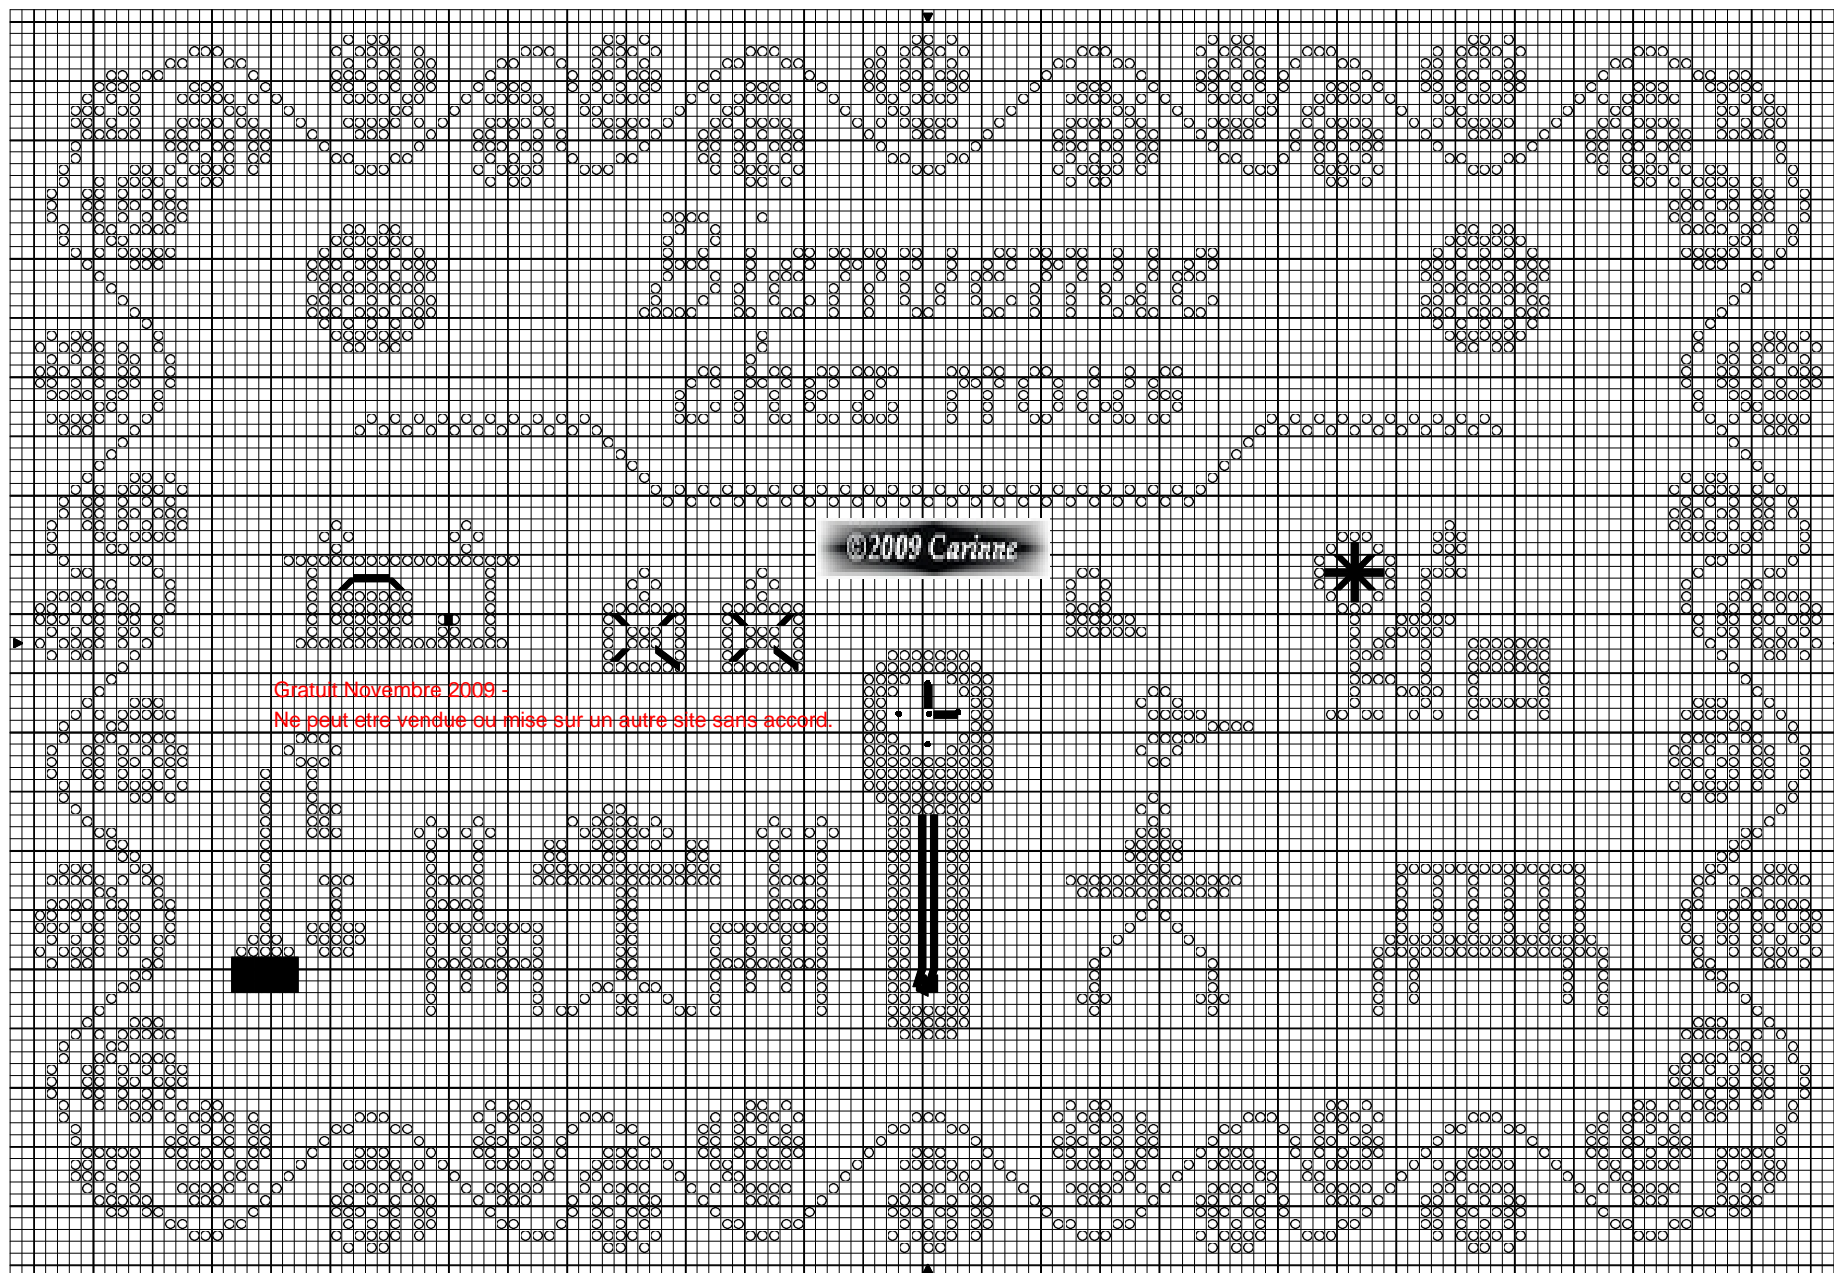 Bienvenue
chez nous
©2009 Carinne
Gratuit Novembre 2009 -
Ne peut etre vendue ou mise sur un autre site sans accord.